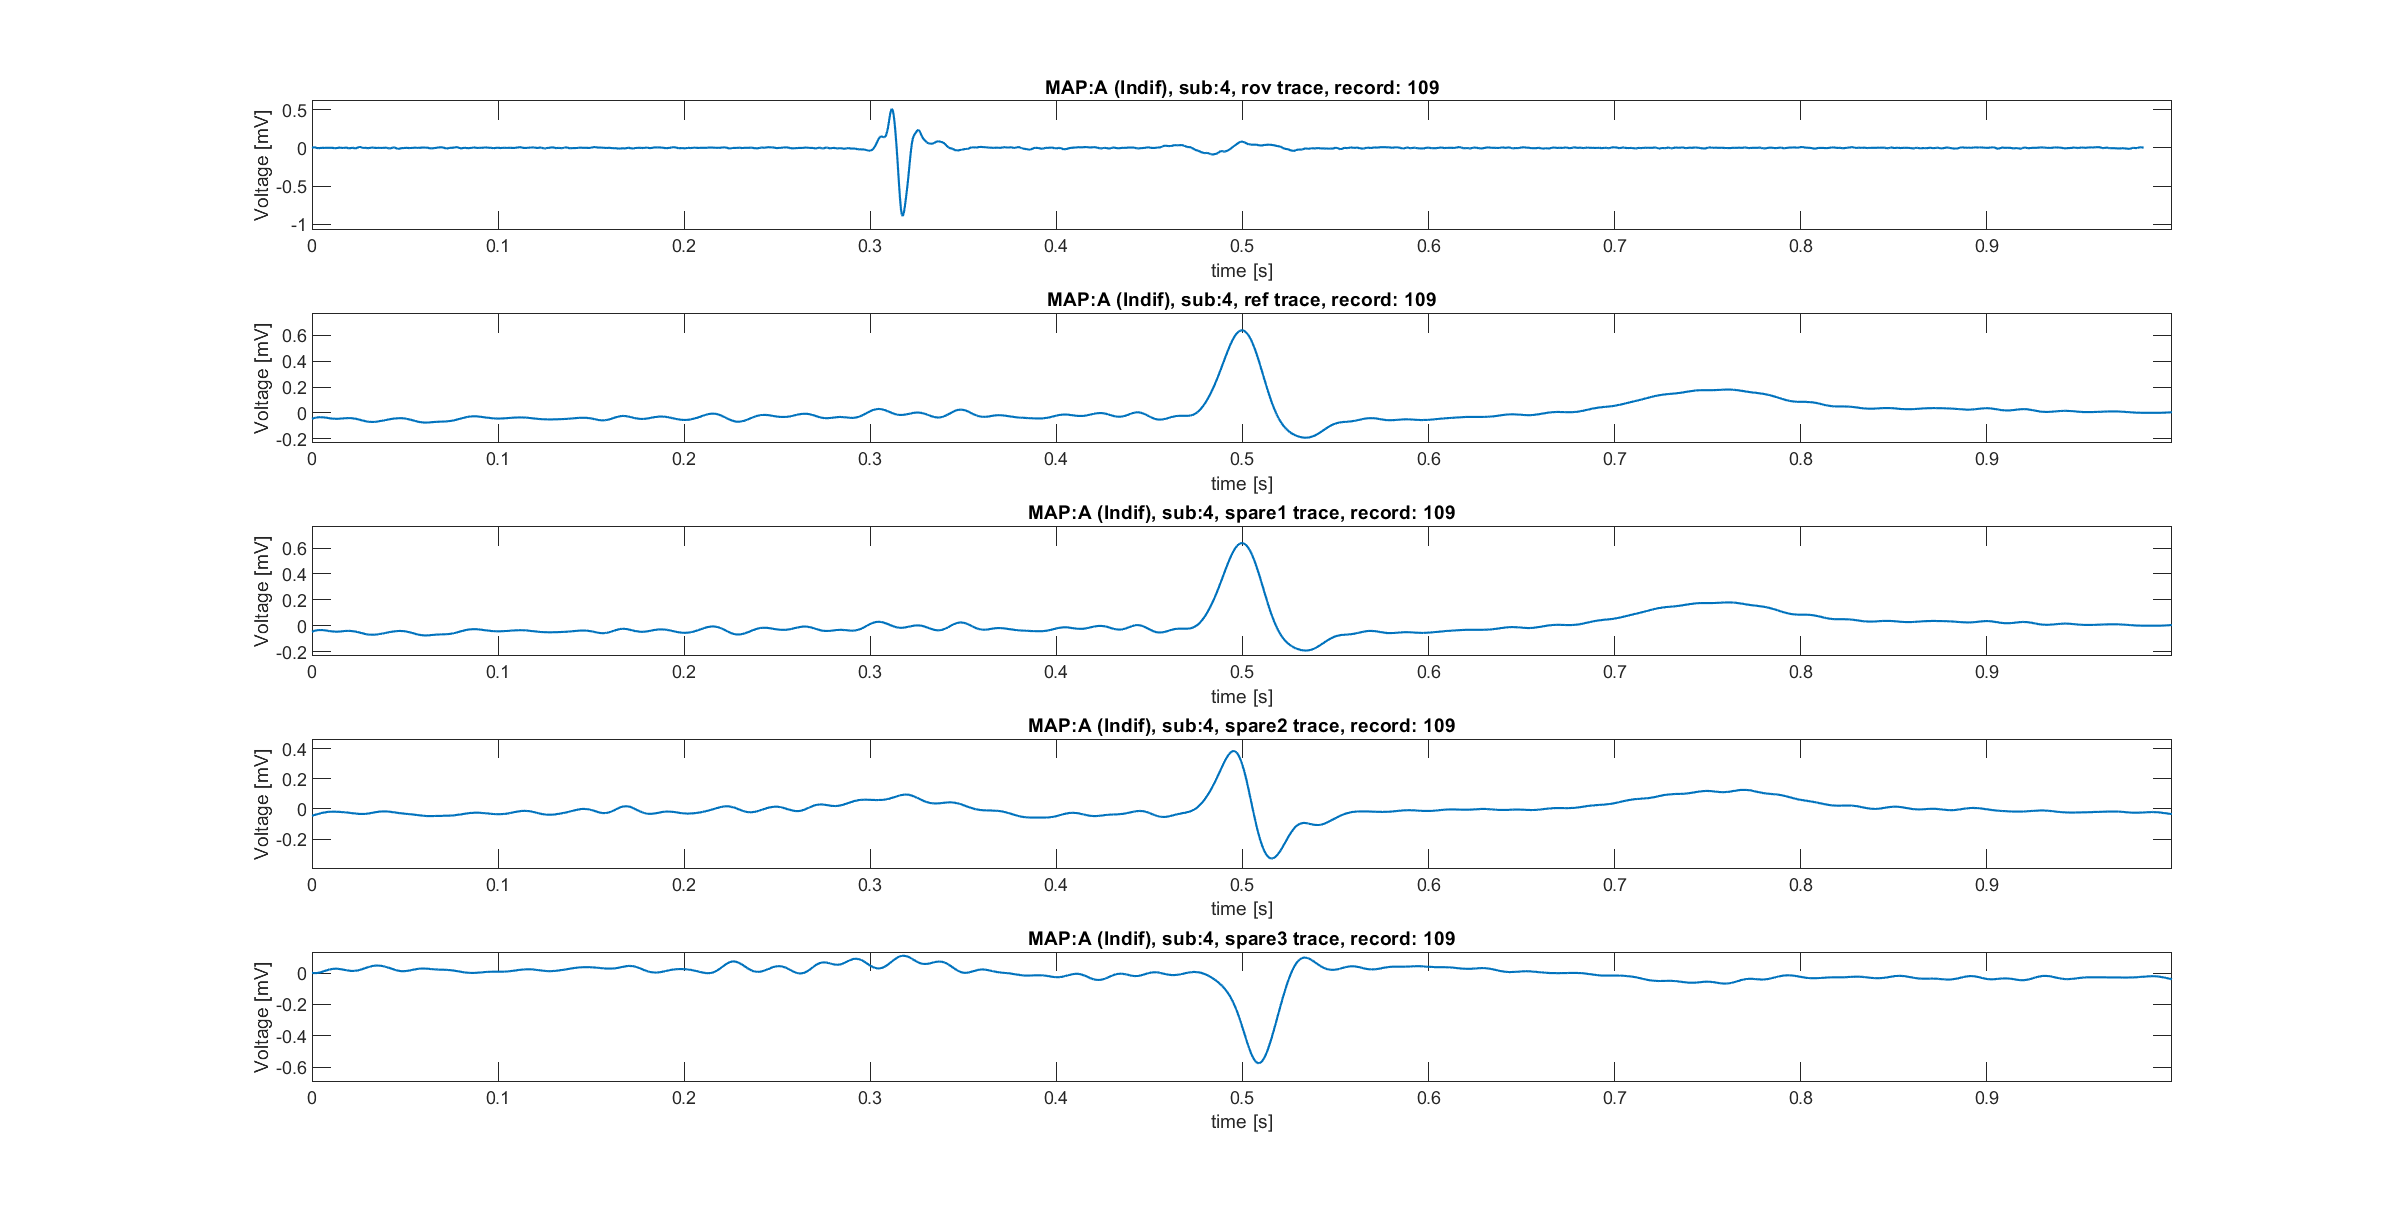 MAP:A (Indif), sub:4, rov trace, record: 109
Voltage [mV]
0.5
0
-0.5
-1
0 0.1 0.2 0.3 0.4 0.5 0.6 0.7 0.8 0.9
time [s]
MAP:A (Indif), sub:4, ref trace, record: 109
Voltage [mV]
0.6
0.4
0.2
0
-0.2
0 0.1 0.2 0.3 0.4 0.5 0.6 0.7 0.8 0.9
time [s]
MAP:A (Indif), sub:4, spare1 trace, record: 109
Voltage [mV]
0.6
0.4
0.2
0
-0.2
0 0.1 0.2 0.3 0.4 0.5 0.6 0.7 0.8 0.9
time [s]
MAP:A (Indif), sub:4, spare2 trace, record: 109
Voltage [mV]
0.4
0.2
0
-0.2
0 0.1 0.2 0.3 0.4 0.5 0.6 0.7 0.8 0.9
time [s]
MAP:A (Indif), sub:4, spare3 trace, record: 109
Voltage [mV]
0
-0.2
-0.4
-0.6
0 0.1 0.2 0.3 0.4 0.5 0.6 0.7 0.8 0.9
time [s]